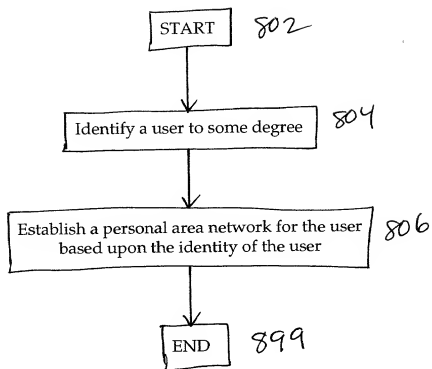 START 802
Identify a user to some degree 804
Establish a personal area network for the user
based upon the identity of the user 806
END 899